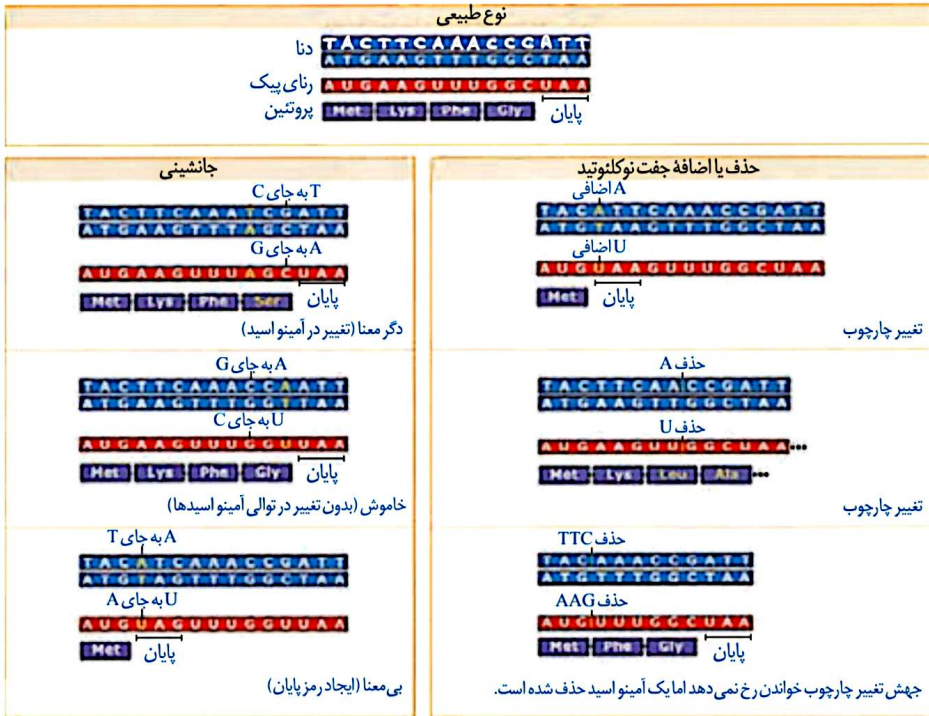 نوع طبیعی
دنا
TACTTCAAACCGATT
ATGAAGTTTGGCTAA
رنای پیک
AUGAAGUUUGGCUAA
پروتئین
Met Lys Phe Gly
پایان
حذف یا اضافهٔ جفت نوکلئوتید
A اضافی
TACATTCAAACCGATT
ATGTAAGTTTGGCTAA
U اضافی
AUGUAAGUUUGGCUAA
Met
پایان
تغییر چارچوب
حذف A
TACTTCAACCGATT
ATGAAGTTGGCTAA
حذف U
AUGAAGUUGGCUAA...
Met Lys Leu Ala ...
تغییر چارچوب
حذف TTC
TACAAACCGATT
ATGTTTGGCTAA
حذف AAG
AUGUUUGGCUAA
Met Phe Gly
پایان
جهش تغییر چارچوب خواندن رخ نمی‌دهد اما یک آمینو اسید حذف شده است.
جانشینی
T به جای C
TACTTCAAATCGATT
ATGAAGTTTAGCTAA
A به جای G
AUGAAGUUUAGCUAA
Met Lys Phe Ser
پایان
دگر معنا (تغییر در آمینو اسید)
A به جای G
TACTTCAAACCAATT
ATGAAGTTTGGTTAA
U به جای C
AUGAAGUUUGGUUAA
Met Lys Phe Gly
پایان
خاموش (بدون تغییر در توالی آمینو اسیدها)
A به جای T
TACATCAAACCGATT
ATGTAGTTTGGCTAA
U به جای A
AUGUAGUUUGGUUAA
Met
پایان
بی‌معنا (ایجاد رمز پایان)